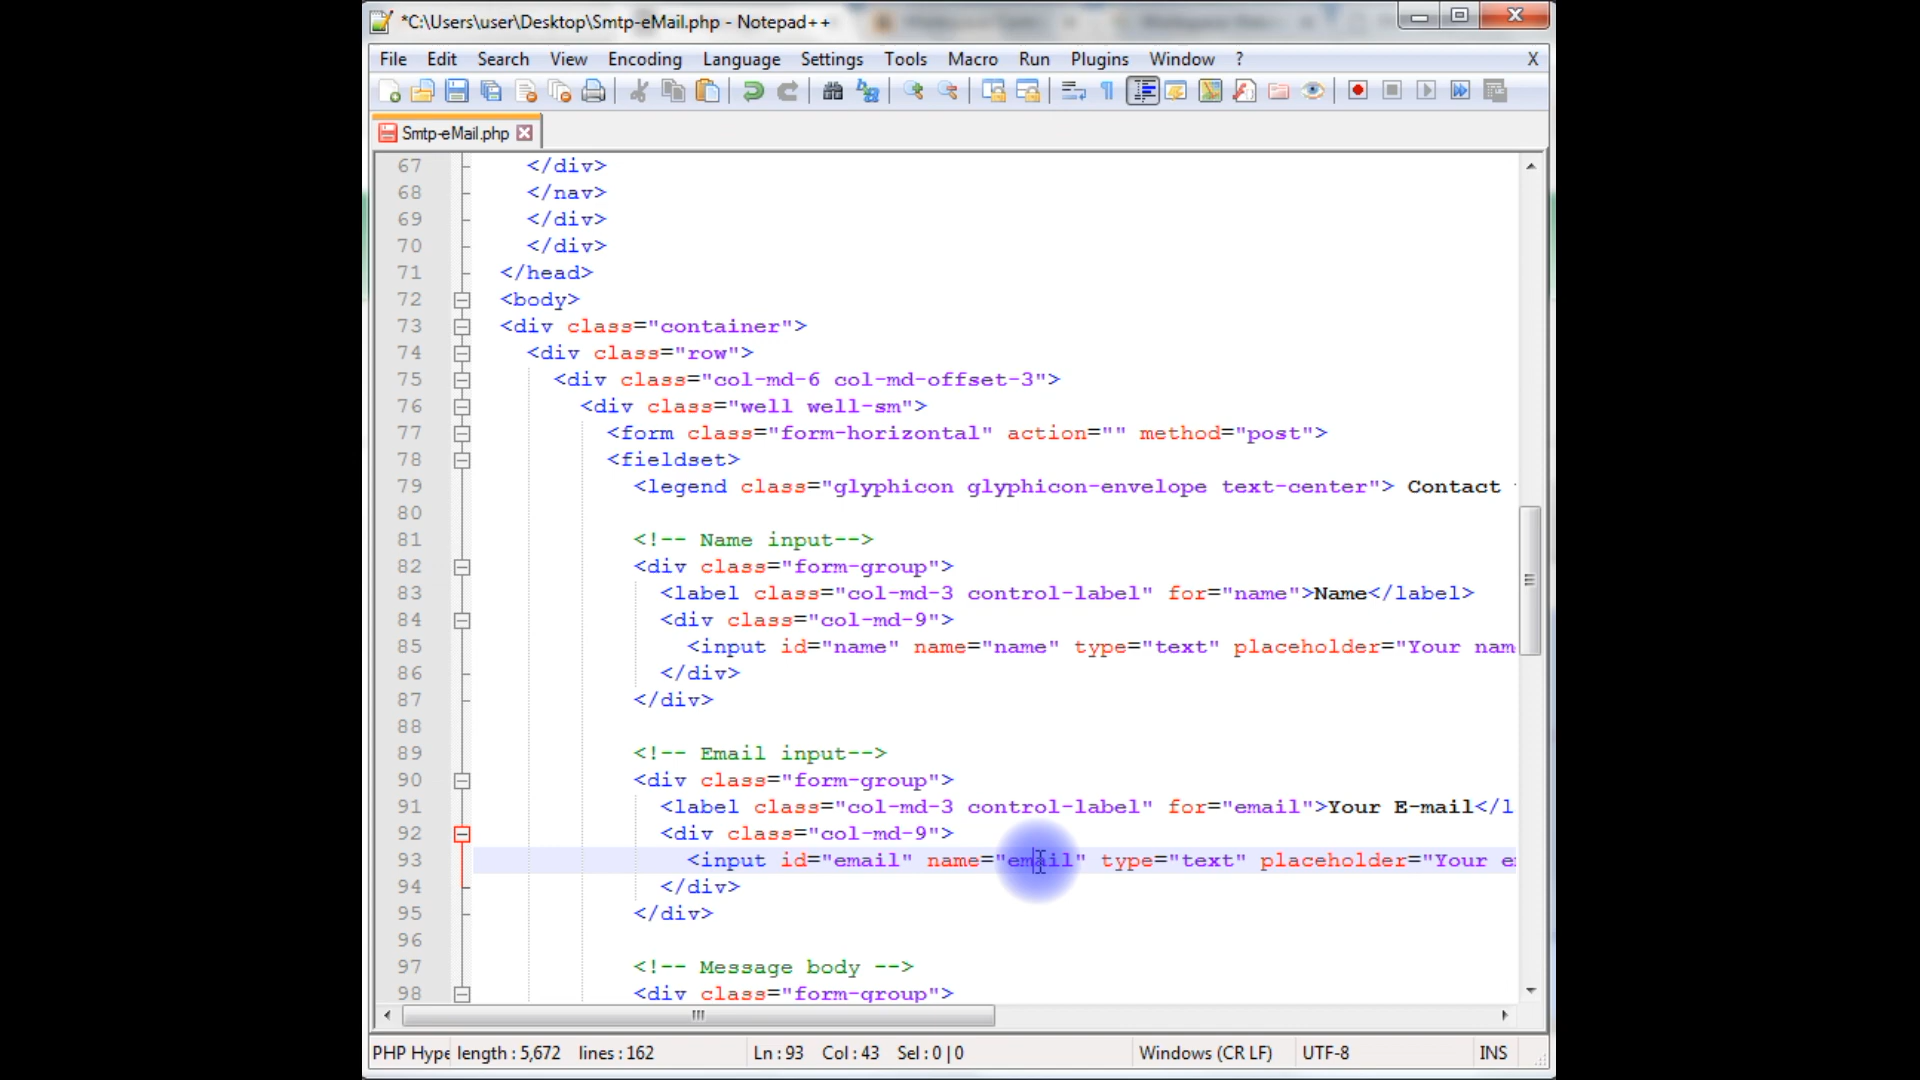 *C:\Users\user\Desktop\Smtp-eMail.php - Notepad++
File Edit Search View Encoding Language Settings Tools Macro Run Plugins Window ? X
Smtp-eMail.php
67 </div>
68 </nav>
69 </div>
70 </div>
71 </head>
72 <body>
73 <div class="container">
74 <div class="row">
75 <div class="col-md-6 col-md-offset-3">
76 <div class="well well-sm">
77 <form class="form-horizontal" action="" method="post">
78 <fieldset>
79 <legend class="glyphicon glyphicon-envelope text-center"> Contact
80
81 <!-- Name input-->
82 <div class="form-group">
83 <label class="col-md-3 control-label" for="name">Name</label>
84 <div class="col-md-9">
85 <input id="name" name="name" type="text" placeholder="Your nam
86 </div>
87 </div>
88
89 <!-- Email input-->
90 <div class="form-group">
91 <label class="col-md-3 control-label" for="email">Your E-mail</l
92 <div class="col-md-9">
93 <input id="email" name="email" type="text" placeholder="Your e
94 </div>
95 </div>
96
97 <!-- Message body -->
98 <div class="form-group">
PHP Hype length : 5,672 lines : 162 Ln : 93 Col : 43 Sel : 0 | 0 Windows (CR LF) UTF-8 INS